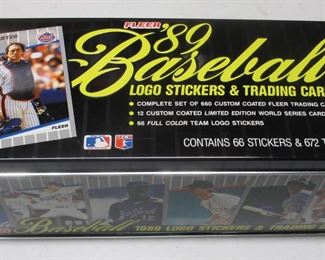 FLEER
'89
Baseball
LOGO STICKERS & TRADING CAR
• COMPLETE SET OF 660 CUSTOM COATED FLEER TRADING C
• 12 CUSTOM COATED LIMITED EDITION WORLD SERIES CAR
• 66 FULL COLOR TEAM LOGO STICKERS
CONTAINS 66 STICKERS & 672 T
FLEER
Baseball
1989 LOGO STICKERS & TRADING CA